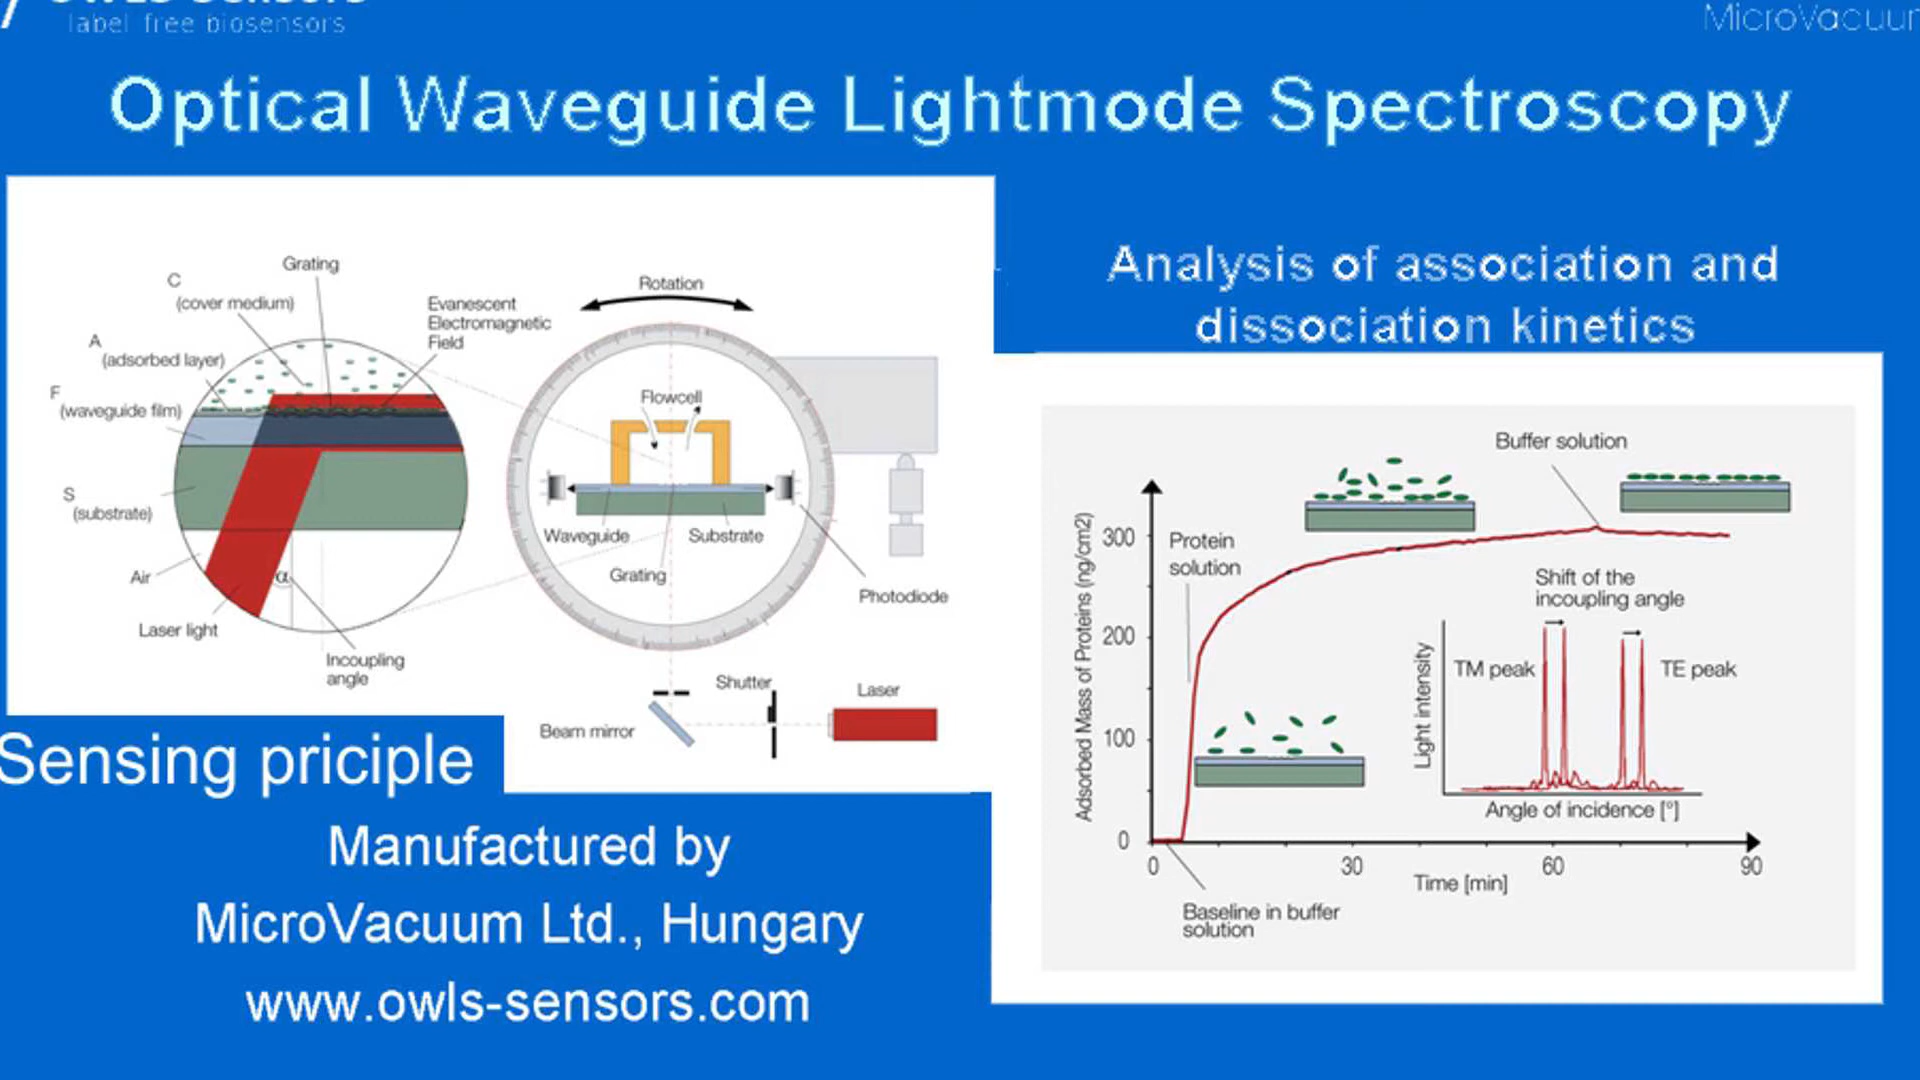 label free biosensors
Optical Waveguide Lightmode Spectroscopy
Grating
C
(cover medium)
Evanescent
Electromagnetic
Field
A
(adsorbed layer)
F
(waveguide film)
S
(substrate)
Air
α
Laser light
Incoupling
angle
Rotation
Flowcell
Waveguide
Substrate
Grating
Photodiode
Shutter
Laser
Beam mirror
Sensing priciple
Manufactured by
MicroVacuum Ltd., Hungary
www.owls-sensors.com
Analysis of association and
dissociation kinetics
Buffer solution
Adsorbed Mass of Proteins (ng/cm2)
300
200
100
0
Protein
solution
Shift of the
incoupling angle
TM peak
TE peak
Light intensity
Angle of incidence [°]
0
30
60
90
Time [min]
Baseline in buffer
solution